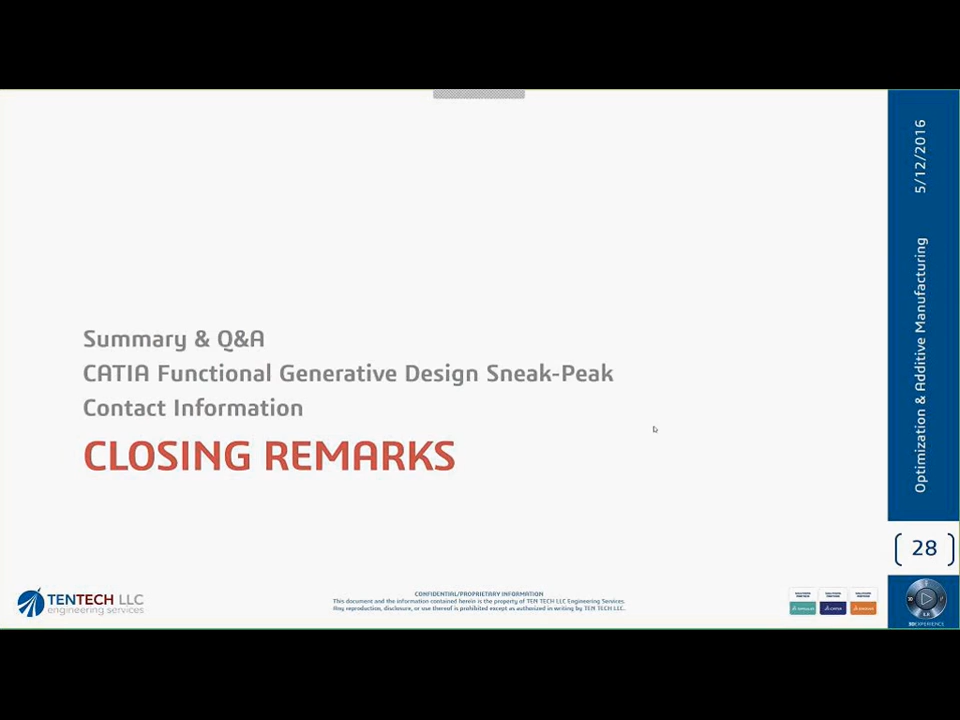 Summary & Q&A
CATIA Functional Generative Design Sneak-Peak
Contact Information
CLOSING REMARKS
5/12/2016
Optimization & Additive Manufacturing
28
TENTECH LLC
engineering services
CONFIDENTIAL/PROPRIETARY INFORMATION
This document and the information contained herein is the property of TEN TECH LLC Engineering Services.
Any reproduction, disclosure, or use thereof is prohibited except as authorized in writing by TEN TECH LLC.
3DEXPERIENCE